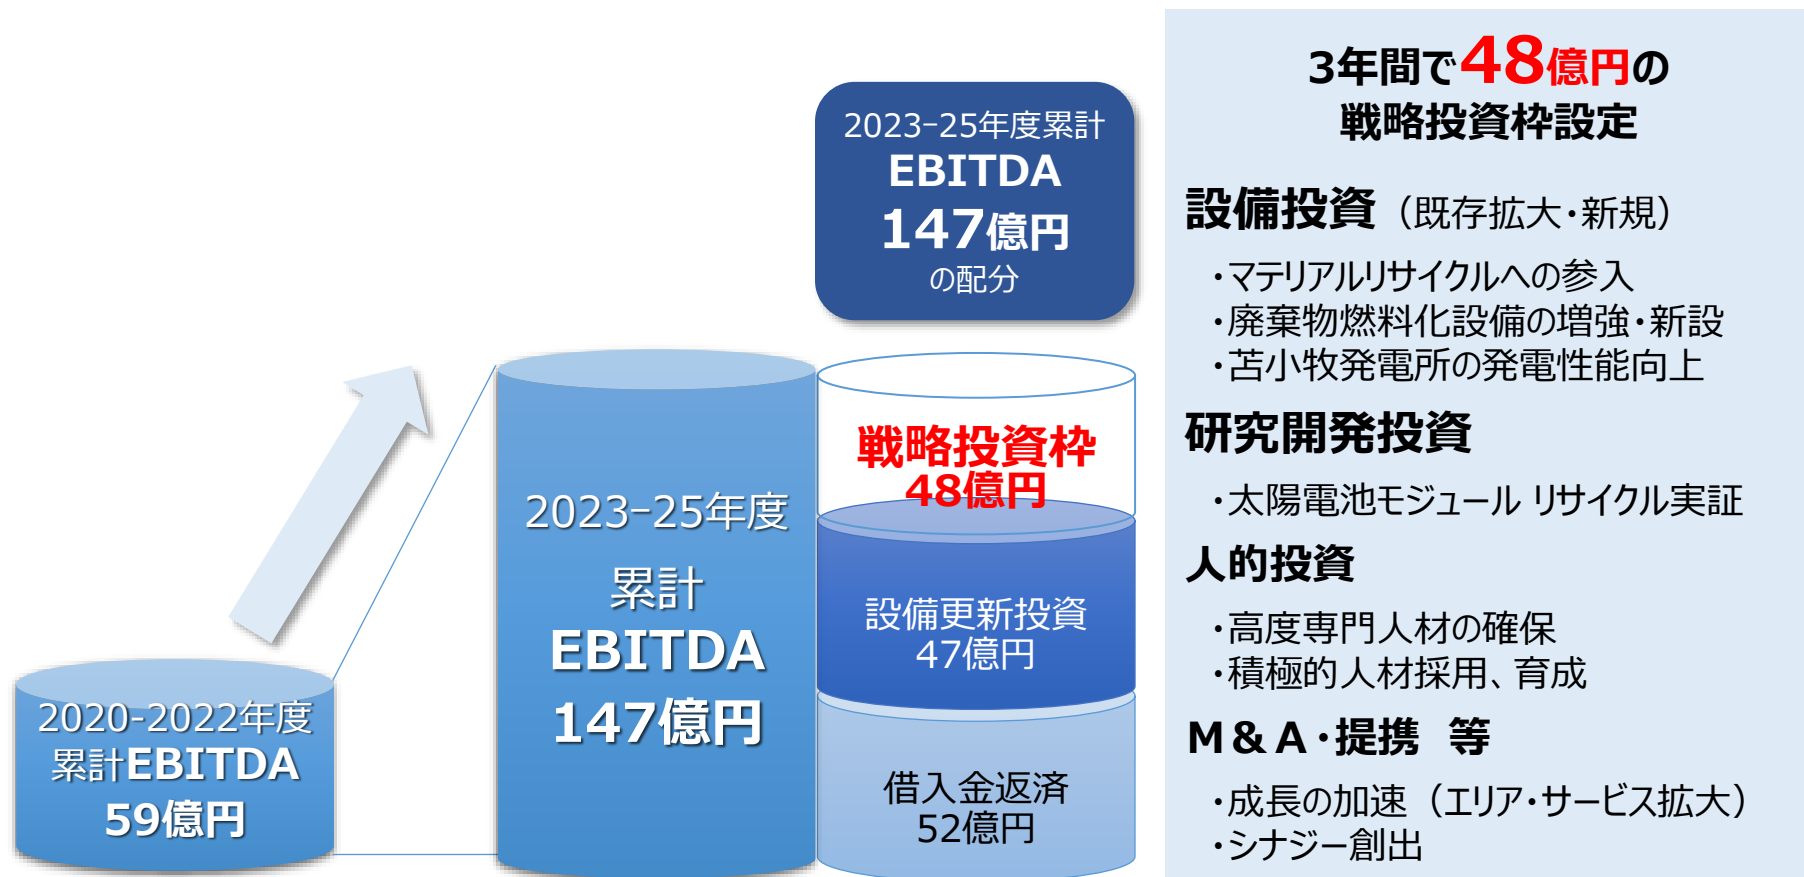 2020-2022年度
累計EBITDA
59億円
2023-25年度
累計
EBITDA
147億円
2023-25年度累計
EBITDA
147億円
の配分
戦略投資枠
48億円
設備更新投資
47億円
借入金返済
52億円
3年間で48億円の
戦略投資枠設定
設備投資（既存拡大・新規）
・マテリアルリサイクルへの参入
・廃棄物燃料化設備の増強・新設
・苫小牧発電所の発電性能向上
研究開発投資
・太陽電池モジュール リサイクル実証
人的投資
・高度専門人材の確保
・積極的人材採用、育成
Ｍ＆Ａ・提携 等
・成長の加速（エリア・サービス拡大）
・シナジー創出